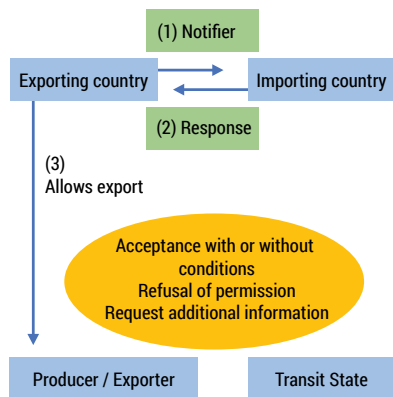 (1) Notifier
Exporting country
Importing country
(2) Response
(3)
Allows export
Acceptance with or without
conditions
Refusal of permission
Request additional information
Producer / Exporter
Transit State